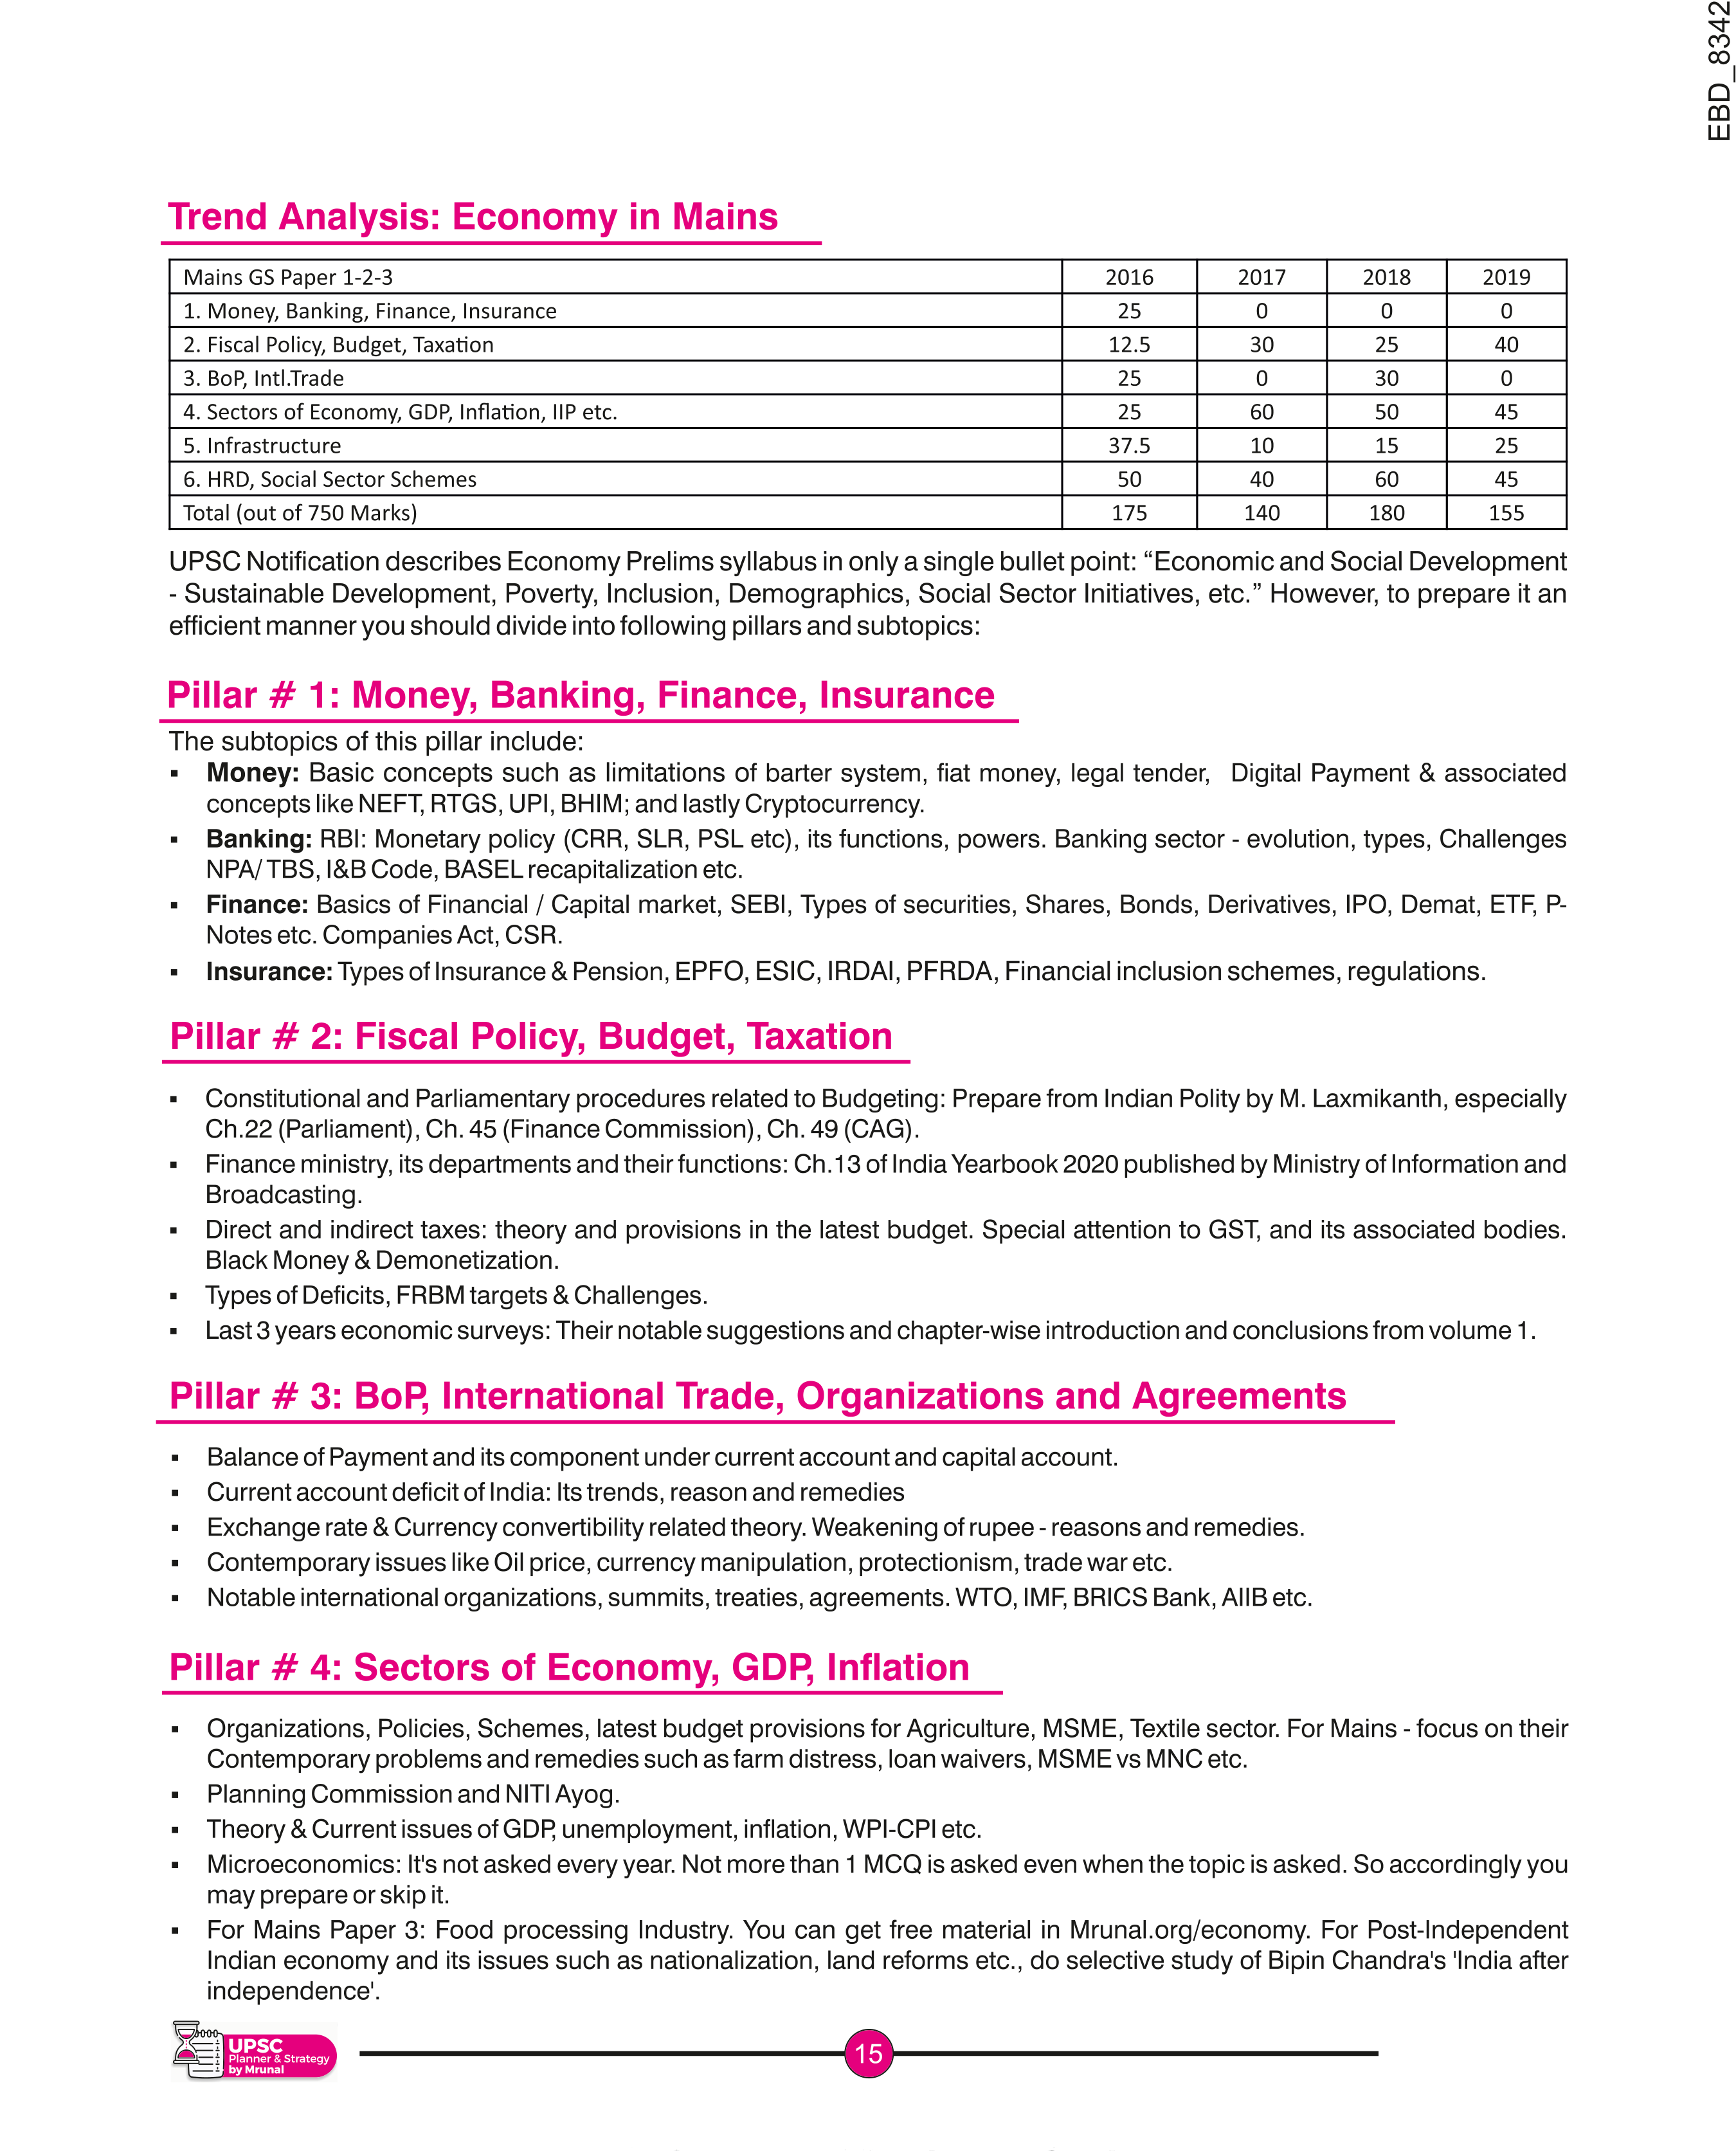 EBD_8342
Trend Analysis: Economy in Mains
Mains GS Paper 1-2-3 2016 2017 2018 2019
1. Money, Banking, Finance, Insurance 25 0 0 0
2. Fiscal Policy, Budget, Taxation 12.5 30 25 40
3. BoP, Intl.Trade 25 0 30 0
4. Sectors of Economy, GDP, Inflation, IIP etc. 25 60 50 45
5. Infrastructure 37.5 10 15 25
6. HRD, Social Sector Schemes 50 40 60 45
Total (out of 750 Marks) 175 140 180 155
UPSC Notification describes Economy Prelims syllabus in only a single bullet point: “Economic and Social Development
- Sustainable Development, Poverty, Inclusion, Demographics, Social Sector Initiatives, etc.” However, to prepare it an
efficient manner you should divide into following pillars and subtopics:
Pillar # 1: Money, Banking, Finance, Insurance
The subtopics of this pillar include:
▪ Money: Basic concepts such as limitations of barter system, fiat money, legal tender, Digital Payment & associated
concepts like NEFT, RTGS, UPI, BHIM; and lastly Cryptocurrency.
▪ Banking: RBI: Monetary policy (CRR, SLR, PSL etc), its functions, powers. Banking sector - evolution, types, Challenges
NPA/ TBS, I&B Code, BASEL recapitalization etc.
▪ Finance: Basics of Financial / Capital market, SEBI, Types of securities, Shares, Bonds, Derivatives, IPO, Demat, ETF, P-
Notes etc. Companies Act, CSR.
▪ Insurance: Types of Insurance & Pension, EPFO, ESIC, IRDAI, PFRDA, Financial inclusion schemes, regulations.
Pillar # 2: Fiscal Policy, Budget, Taxation
▪ Constitutional and Parliamentary procedures related to Budgeting: Prepare from Indian Polity by M. Laxmikanth, especially
Ch.22 (Parliament), Ch. 45 (Finance Commission), Ch. 49 (CAG).
▪ Finance ministry, its departments and their functions: Ch.13 of India Yearbook 2020 published by Ministry of Information and
Broadcasting.
▪ Direct and indirect taxes: theory and provisions in the latest budget. Special attention to GST, and its associated bodies.
Black Money & Demonetization.
▪ Types of Deficits, FRBM targets & Challenges.
▪ Last 3 years economic surveys: Their notable suggestions and chapter-wise introduction and conclusions from volume 1.
Pillar # 3: BoP, International Trade, Organizations and Agreements
▪ Balance of Payment and its component under current account and capital account.
▪ Current account deficit of India: Its trends, reason and remedies
▪ Exchange rate & Currency convertibility related theory. Weakening of rupee - reasons and remedies.
▪ Contemporary issues like Oil price, currency manipulation, protectionism, trade war etc.
▪ Notable international organizations, summits, treaties, agreements. WTO, IMF, BRICS Bank, AIIB etc.
Pillar # 4: Sectors of Economy, GDP, Inflation
▪ Organizations, Policies, Schemes, latest budget provisions for Agriculture, MSME, Textile sector. For Mains - focus on their
Contemporary problems and remedies such as farm distress, loan waivers, MSME vs MNC etc.
▪ Planning Commission and NITI Ayog.
▪ Theory & Current issues of GDP, unemployment, inflation, WPI-CPI etc.
▪ Microeconomics: It's not asked every year. Not more than 1 MCQ is asked even when the topic is asked. So accordingly you
may prepare or skip it.
▪ For Mains Paper 3: Food processing Industry. You can get free material in Mrunal.org/economy. For Post-Independent
Indian economy and its issues such as nationalization, land reforms etc., do selective study of Bipin Chandra's 'India after
independence'.
UPSC
Planner & Strategy
by Mrunal
15